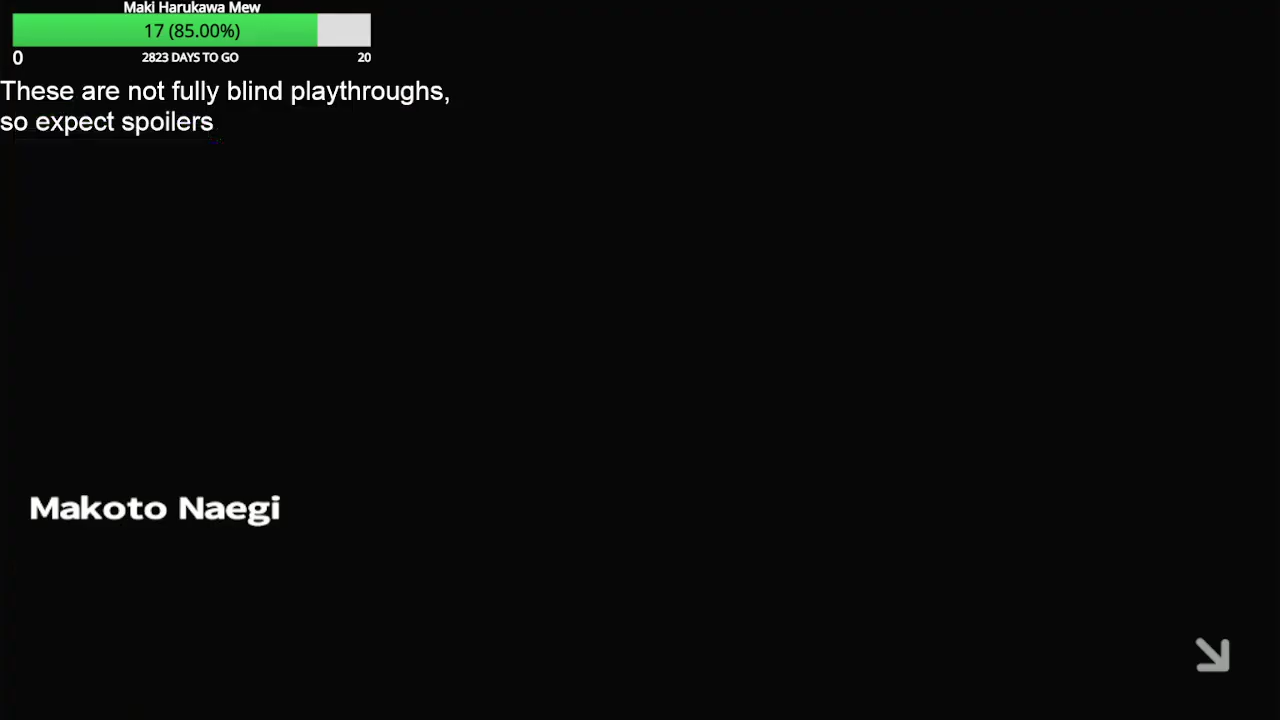 Maki Harukawa Mew
17 (85.00%)
0 2823 DAYS TO GO 20
These are not fully blind playthroughs,
so expect spoilers
Makoto Naegi